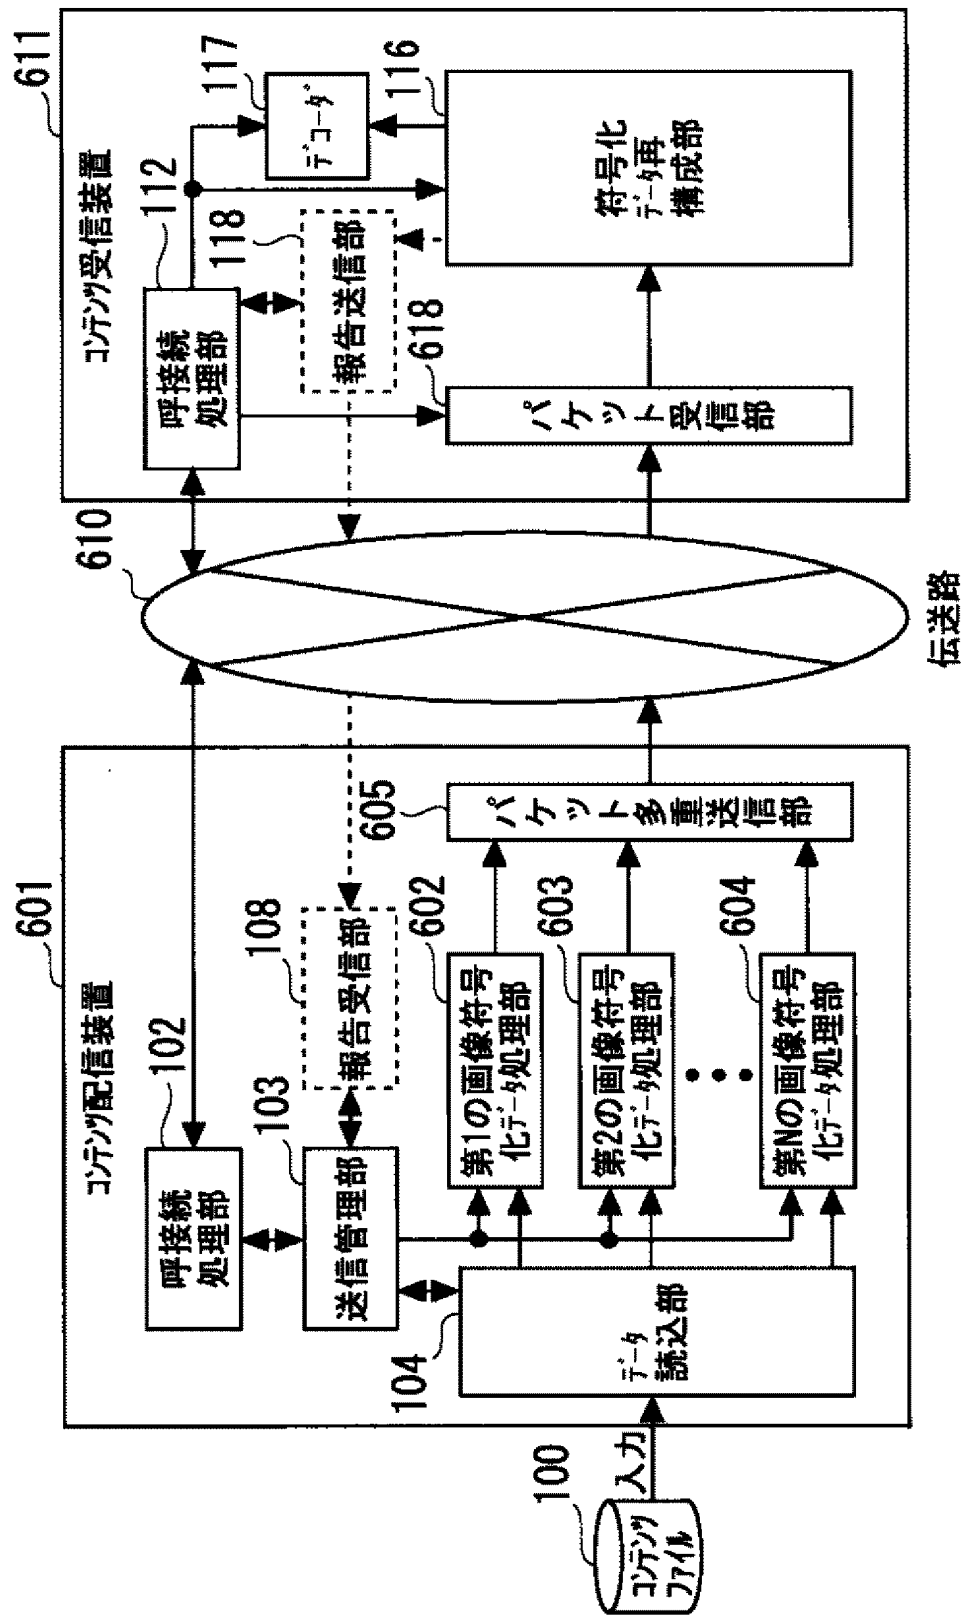 601
コンテンツ配信装置
102
呼接続
処理部
103
送信管理部
108
報告受信部
104
データ
読込部
100
コンテンツ
ファイル
入力
602
第1の画像符号
化データ処理部
603
第2の画像符号
化データ処理部
604
第Nの画像符号
化データ処理部
605
パケット多重送信部
610
伝送路
611
コンテンツ受信装置
112
呼接続
処理部
118
報告送信部
117
デコーダ
618
パケット受信部
116
符号化
データ再
構成部